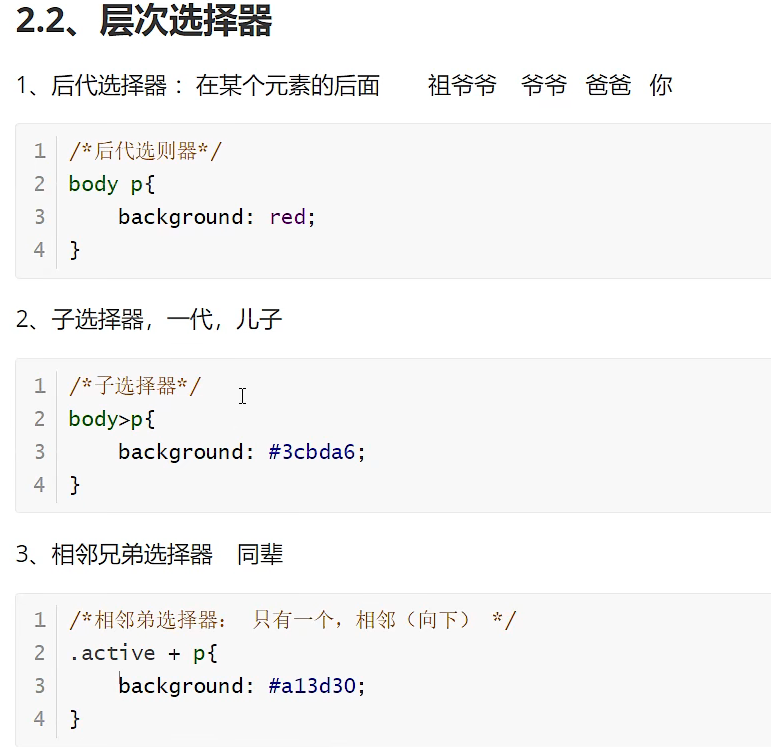 2.2、层次选择器
1、后代选择器：在某个元素的后面 祖爷爷 爷爷 爸爸 你
1 /*后代选则器*/
2 body p{
3 background: red;
4 }
2、子选择器，一代，儿子
1 /*子选择器*/
2 body>p{
3 background: #3cbda6;
4 }
3、相邻兄弟选择器 同辈
1 /*相邻弟选择器： 只有一个，相邻（向下） */
2 .active + p{
3 background: #a13d30;
4 }